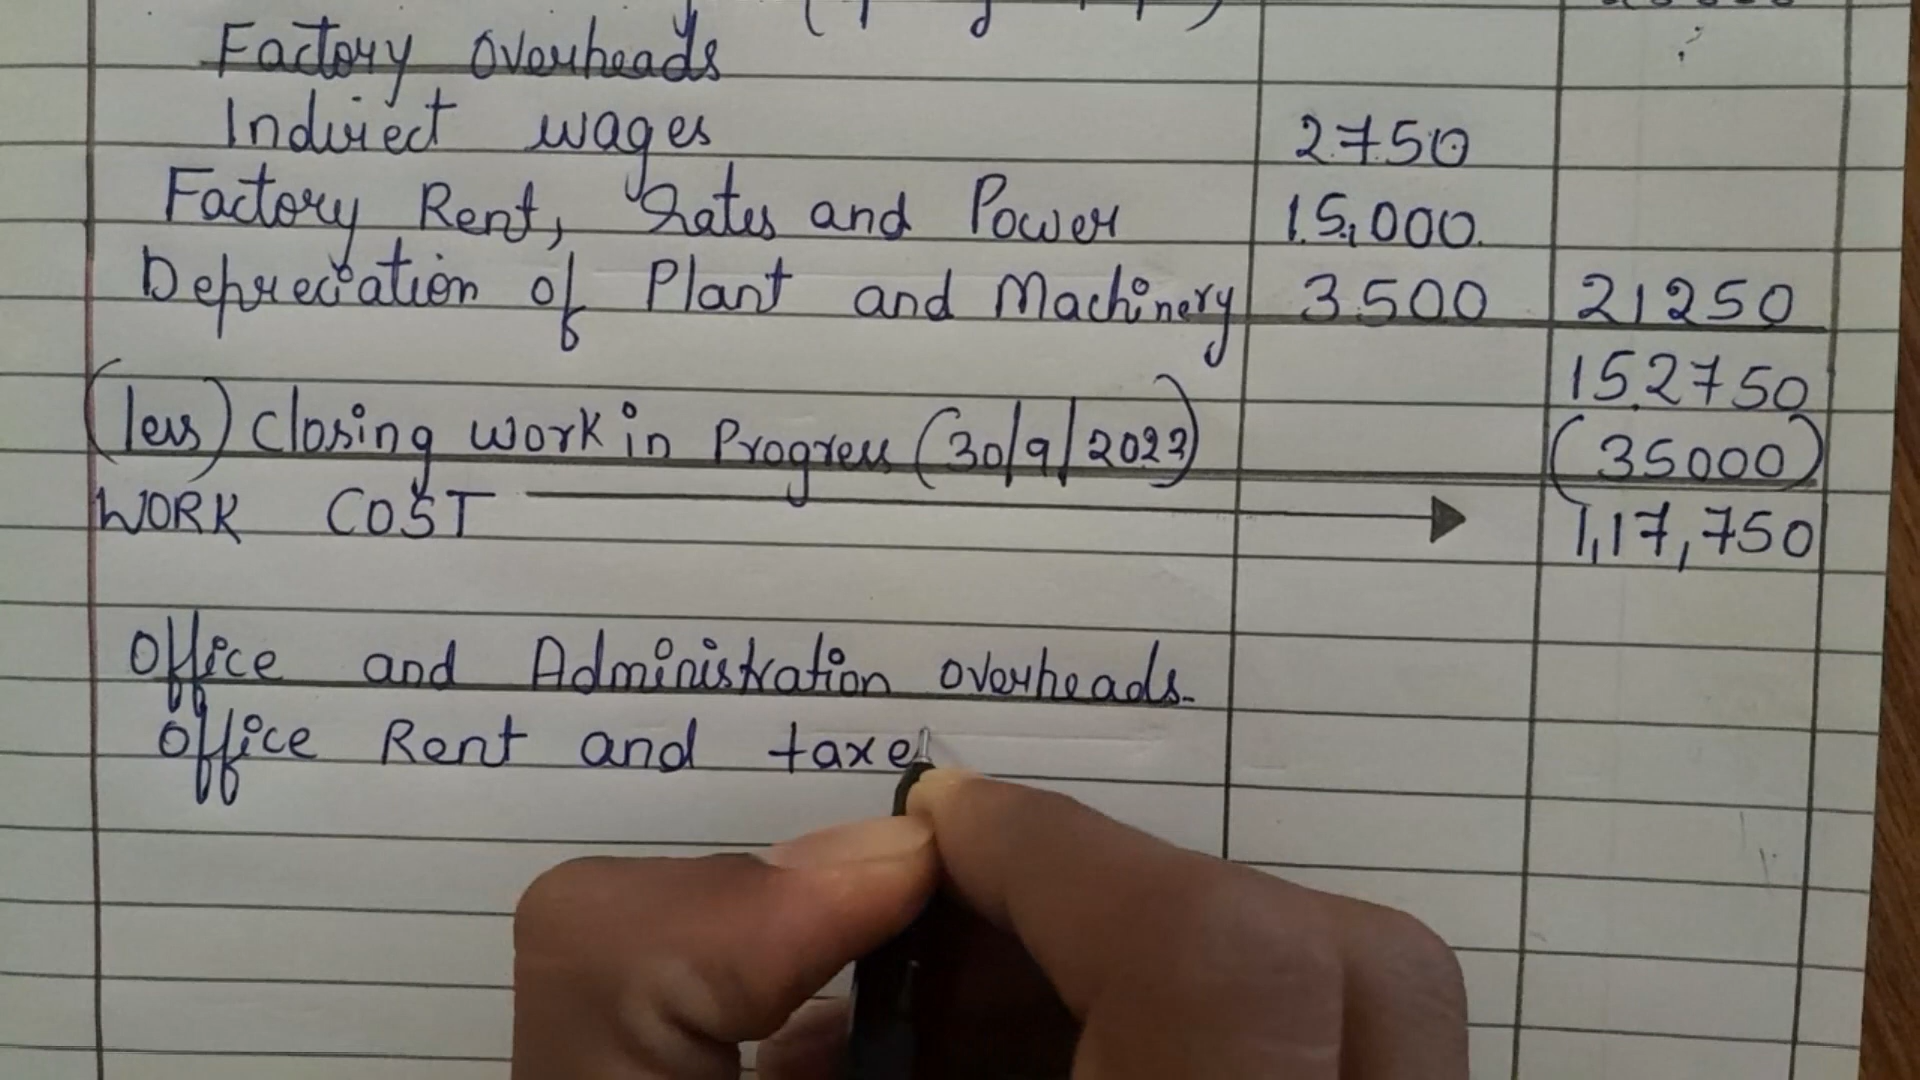 Factory Overheads
Indirect wages 2750
Factory Rent, rates and Power 15,000
Depreciation of Plant and Machinery 3500 21250
152750
(less) Closing work in Progress (30/9/2023) (35000)
WORK COST 1,17,750
Office and Administration overheads.
Office Rent and taxe